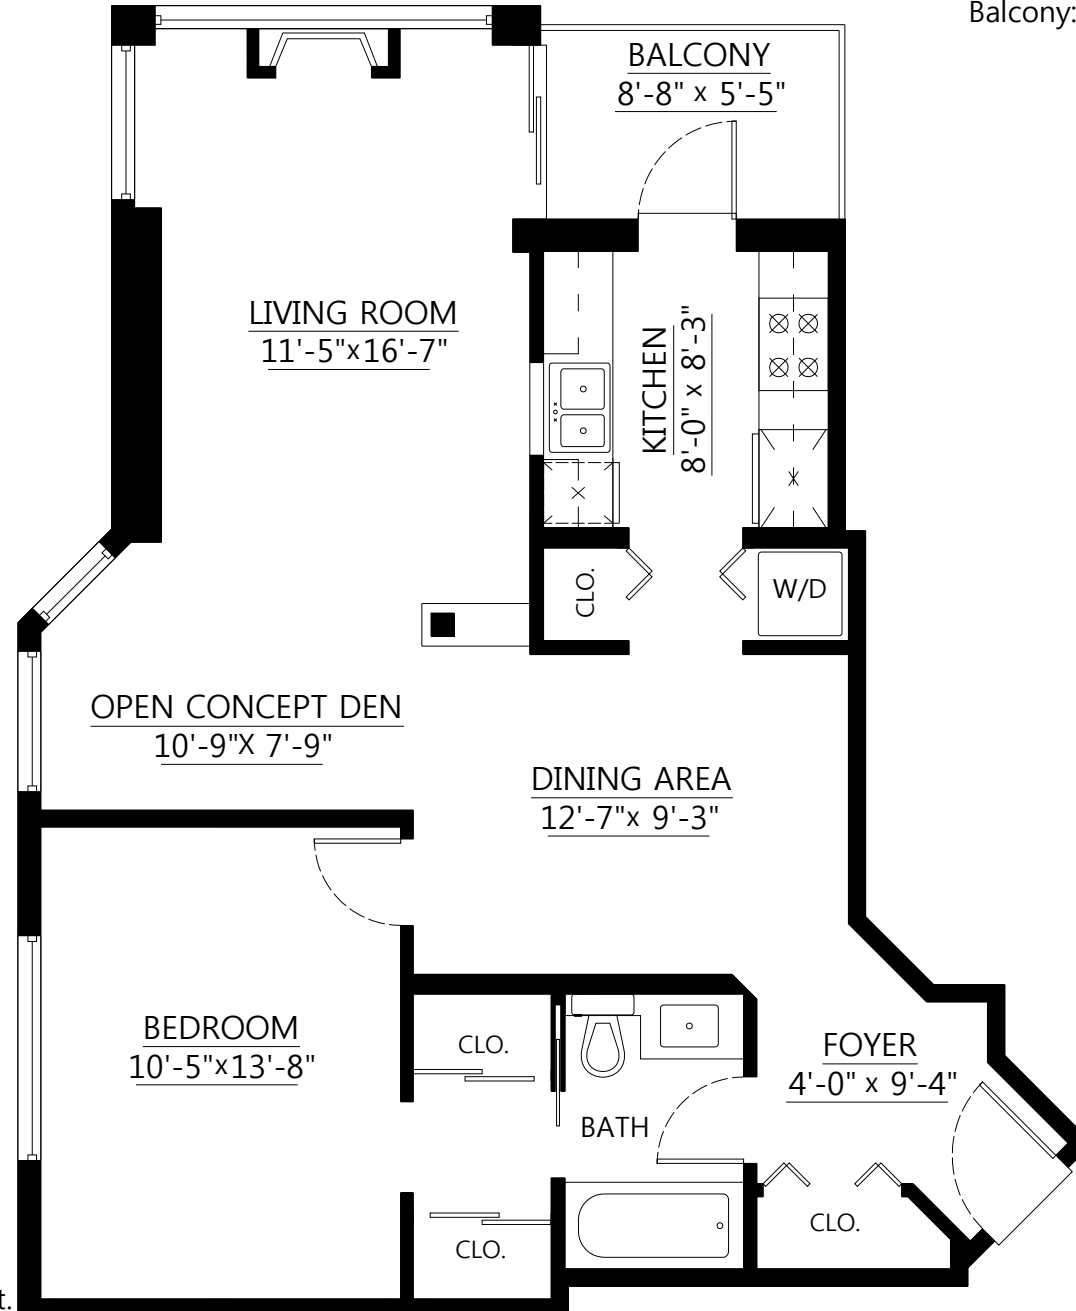 Balcony:
BALCONY
8'-8" x 5'-5"
LIVING ROOM
11'-5"x16'-7"
KITCHEN
8'-0" x 8'-3"
CLO.
W/D
OPEN CONCEPT DEN
10'-9"X 7'-9"
DINING AREA
12'-7"x 9'-3"
BEDROOM
10'-5"x13'-8"
CLO.
FOYER
4'-0" x 9'-4"
BATH
CLO.
CLO.
t.